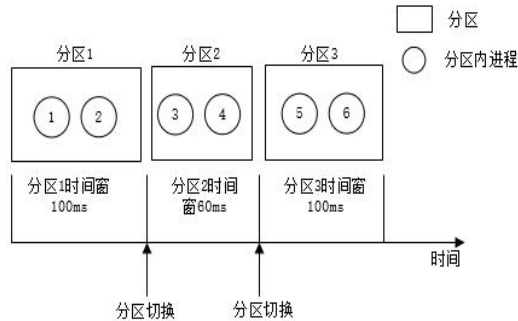 分区
分区内进程
分区1
分区2
分区3
1
2
3
4
5
6
分区1时间窗
100ms
分区2时间
窗60ms
分区3时间窗
100ms
时间
分区切换
分区切换